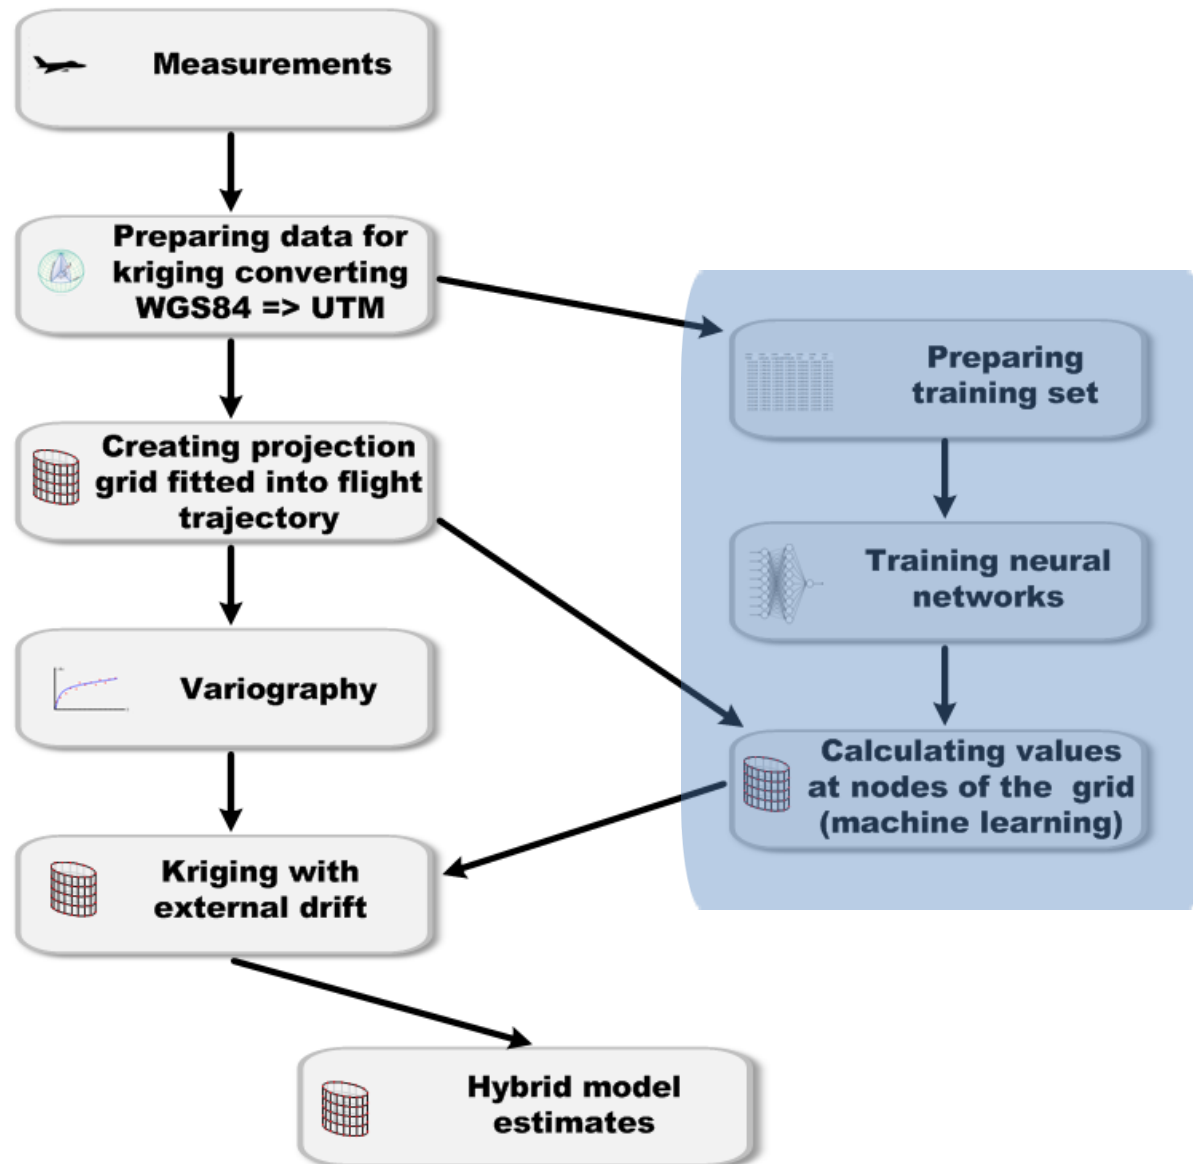 Measurements
Preparing data for
kriging converting
WGS84 => UTM
Creating projection
grid fitted into flight
trajectory
Variography
Kriging with
external drift
Preparing
training set
Training neural
networks
Calculating values
at nodes of the grid
(machine learning)
Hybrid model
estimates